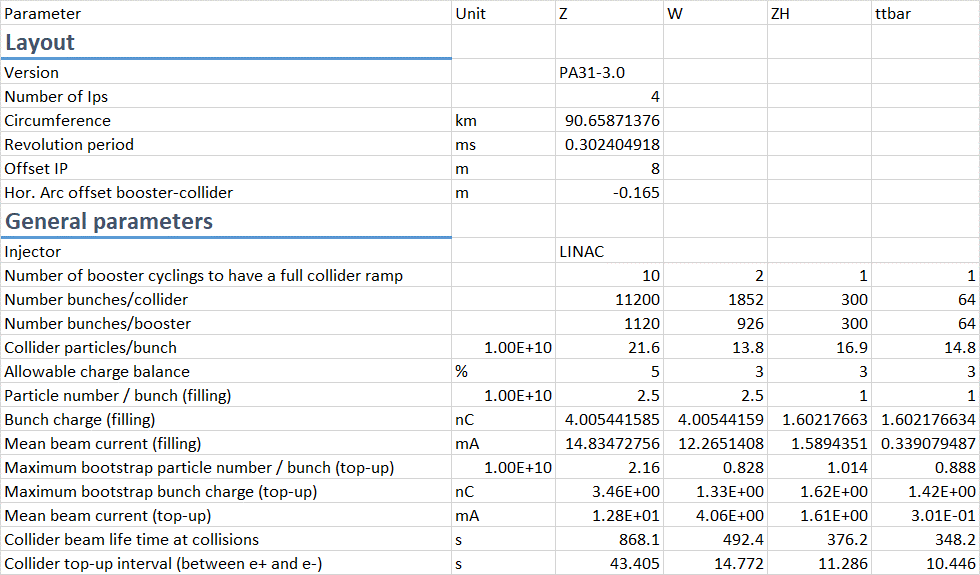 Parameter Unit Z W ZH ttbar
Layout
Version PA31-3.0
Number of Ips 4
Circumference km 90.65871376
Revolution period ms 0.302404918
Offset IP m 8
Hor. Arc offset booster-collider m -0.165
General parameters
Injector LINAC
Number of booster cyclings to have a full collider ramp 10 2 1 1
Number bunches/collider 11200 1852 300 64
Number bunches/booster 1120 926 300 64
Collider particles/bunch 1.00E+10 21.6 13.8 16.9 14.8
Allowable charge balance % 5 3 3 3
Particle number / bunch (filling) 1.00E+10 2.5 2.5 1 1
Bunch charge (filling) nC 4.005441585 4.00544159 1.60217663 1.602176634
Mean beam current (filling) mA 14.83472756 12.2651408 1.5894351 0.339079487
Maximum bootstrap particle number / bunch (top-up) 1.00E+10 2.16 0.828 1.014 0.888
Maximum bootstrap bunch charge (top-up) nC 3.46E+00 1.33E+00 1.62E+00 1.42E+00
Mean beam current (top-up) mA 1.28E+01 4.06E+00 1.61E+00 3.01E-01
Collider beam life time at collisions s 868.1 492.4 376.2 348.2
Collider top-up interval (between e+ and e-) s 43.405 14.772 11.286 10.446